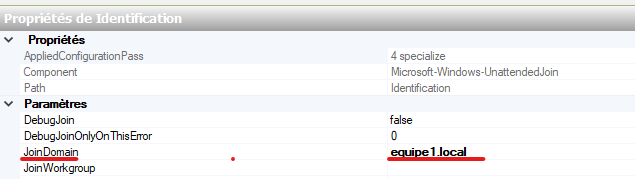 Propriétés de Identification
Propriétés
AppliedConfigurationPass 4 specialize
Component Microsoft-Windows-UnattendedJoin
Path Identification
Paramètres
DebugJoin false
DebugJoinOnlyOnThisError 0
JoinDomain equipe1.local
JoinWorkgroup